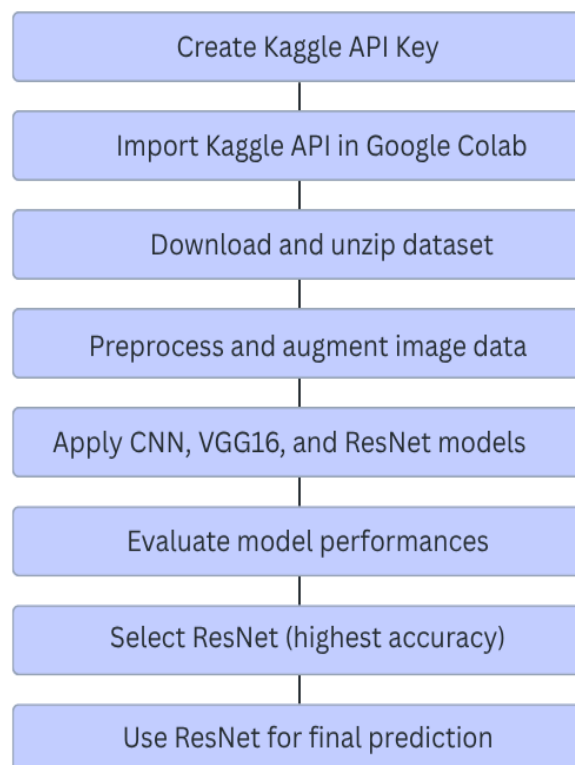 Create Kaggle API Key
Import Kaggle API in Google Colab
Download and unzip dataset
Preprocess and augment image data
Apply CNN, VGG16, and ResNet models
Evaluate model performances
Select ResNet (highest accuracy)
Use ResNet for final prediction